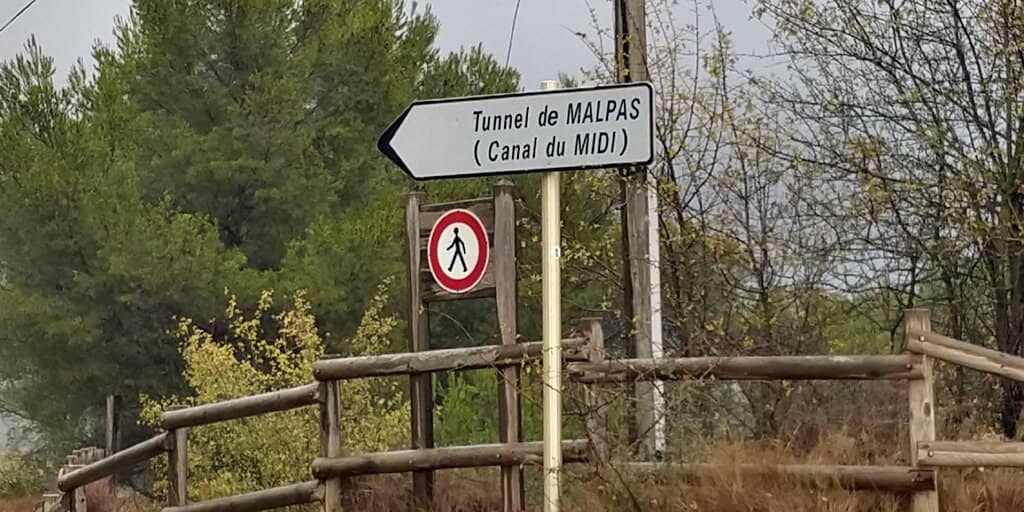 Tunnel de MALPAS
( Canal du MIDI )